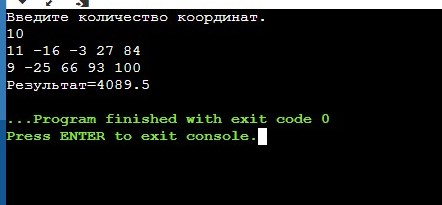 Введите количество координат.
10
11 -16 -3 27 84
9 -25 66 93 100
Результат=4089.5
...Program finished with exit code 0
Press ENTER to exit console.